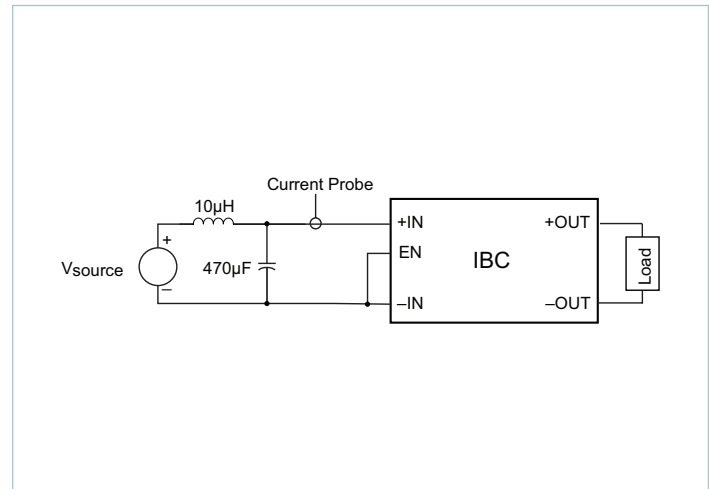 Current Probe
10µH
+IN
+OUT
+
EN
IBC
Load
Vsource
470µF
–
–IN
–OUT